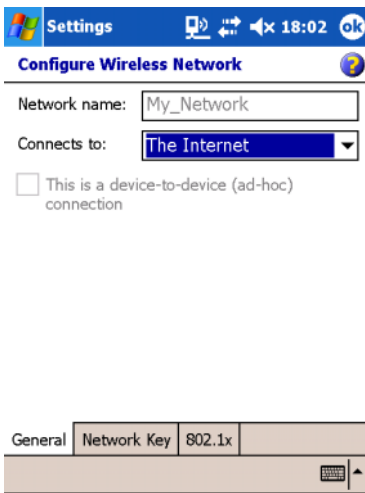 Settings 18:02 ok
Configure Wireless Network ?
Network name: My_Network
Connects to: The Internet
This is a device-to-device (ad-hoc)
connection
General Network Key 802.1x